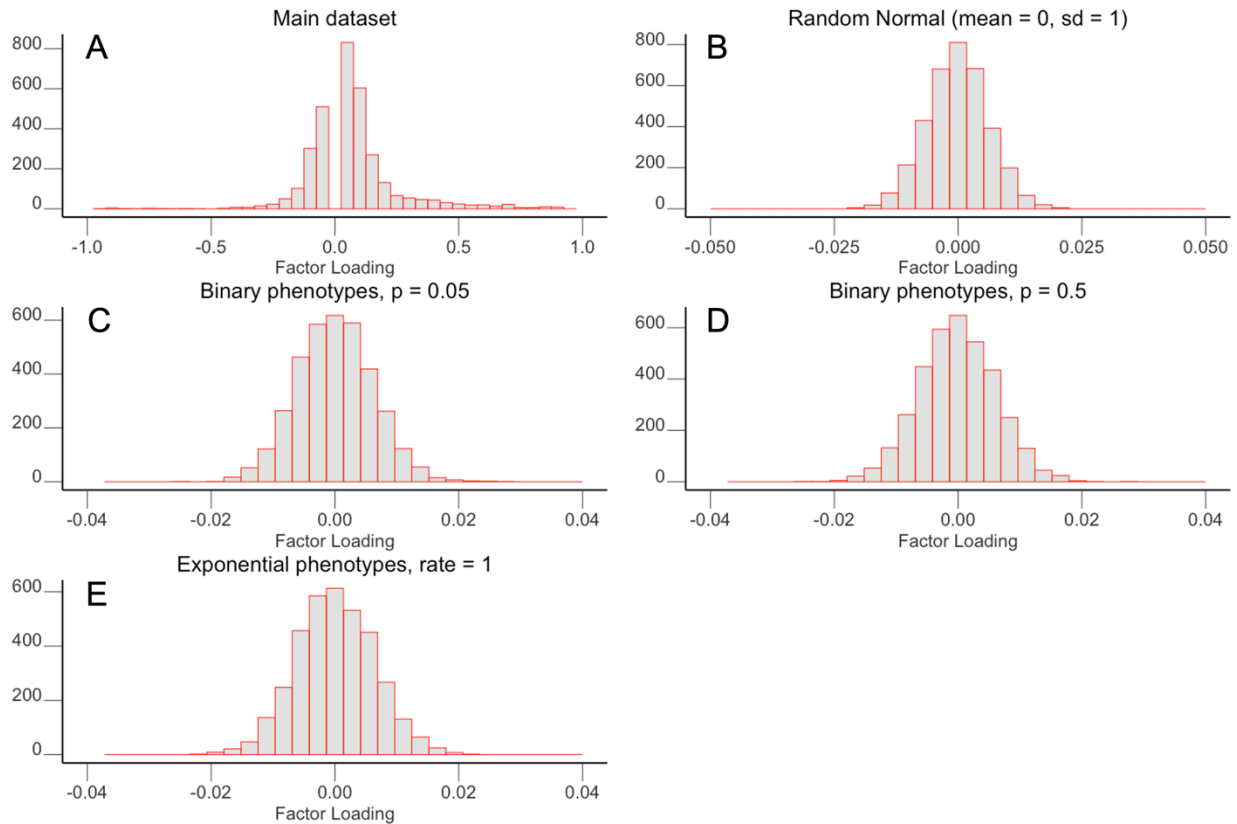 Main dataset
A
800
600
400
200
0
-1.0 -0.5 0.0 0.5 1.0
Factor Loading
Random Normal (mean = 0, sd = 1)
B
800
600
400
200
0
-0.050 -0.025 0.000 0.025 0.050
Factor Loading
Binary phenotypes, p = 0.05
C
600
400
200
0
-0.04 -0.02 0.00 0.02 0.04
Factor Loading
Binary phenotypes, p = 0.5
D
600
400
200
0
-0.04 -0.02 0.00 0.02 0.04
Factor Loading
Exponential phenotypes, rate = 1
E
600
400
200
0
-0.04 -0.02 0.00 0.02 0.04
Factor Loading